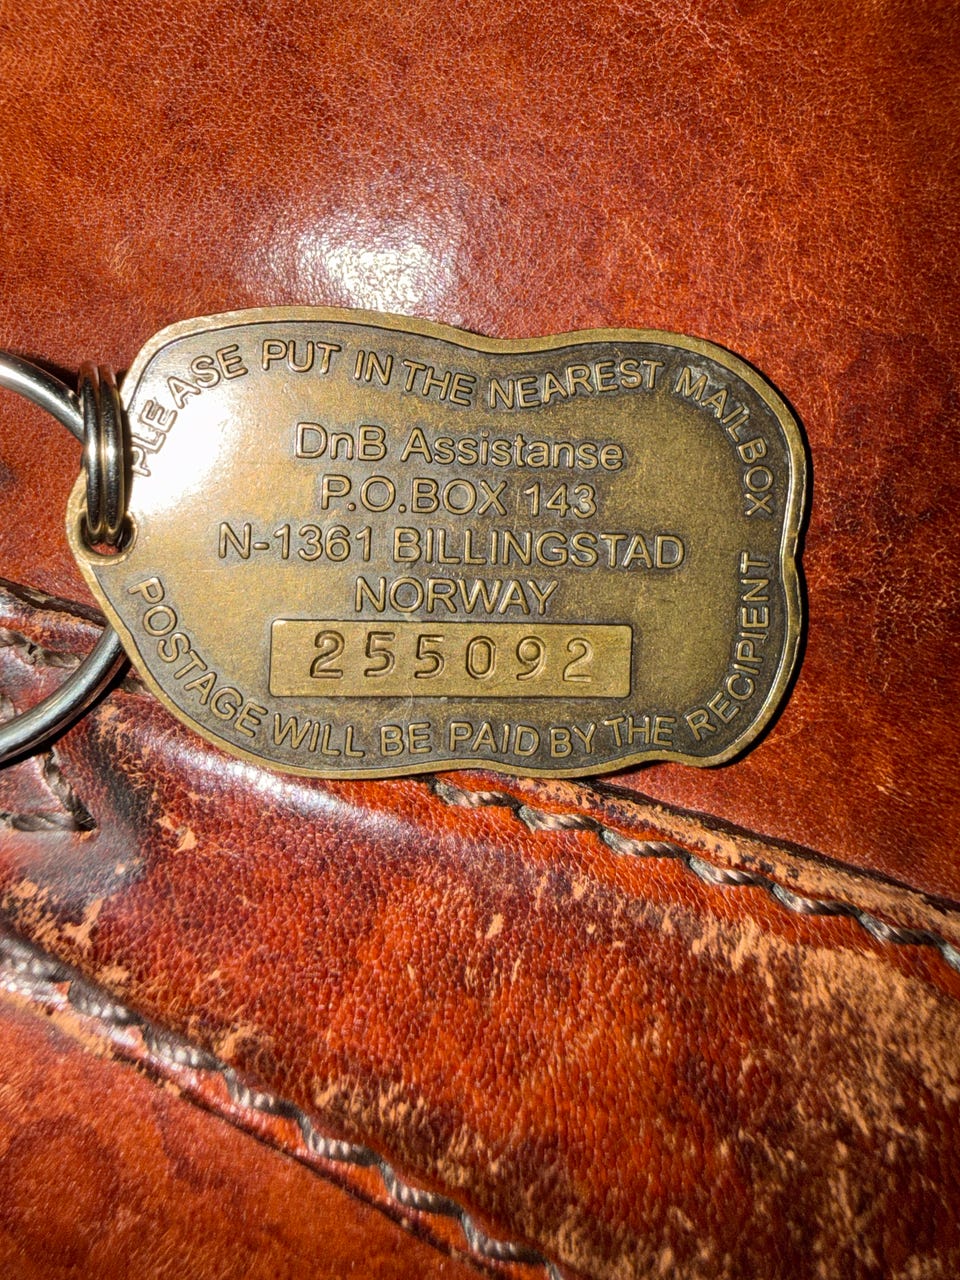 PLEASE PUT IN THE NEAREST MAILBOX
DnB Assistanse
P.O.BOX 143
N-1361 BILLINGSTAD
NORWAY
255092
POSTAGE WILL BE PAID BY THE RECIPIENT